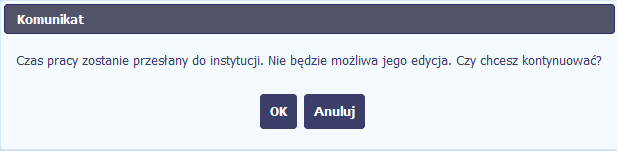 Komunikat
Czas pracy zostanie przesłany do instytucji. Nie będzie możliwa jego edycja. Czy chcesz kontynuować?
OK Anuluj